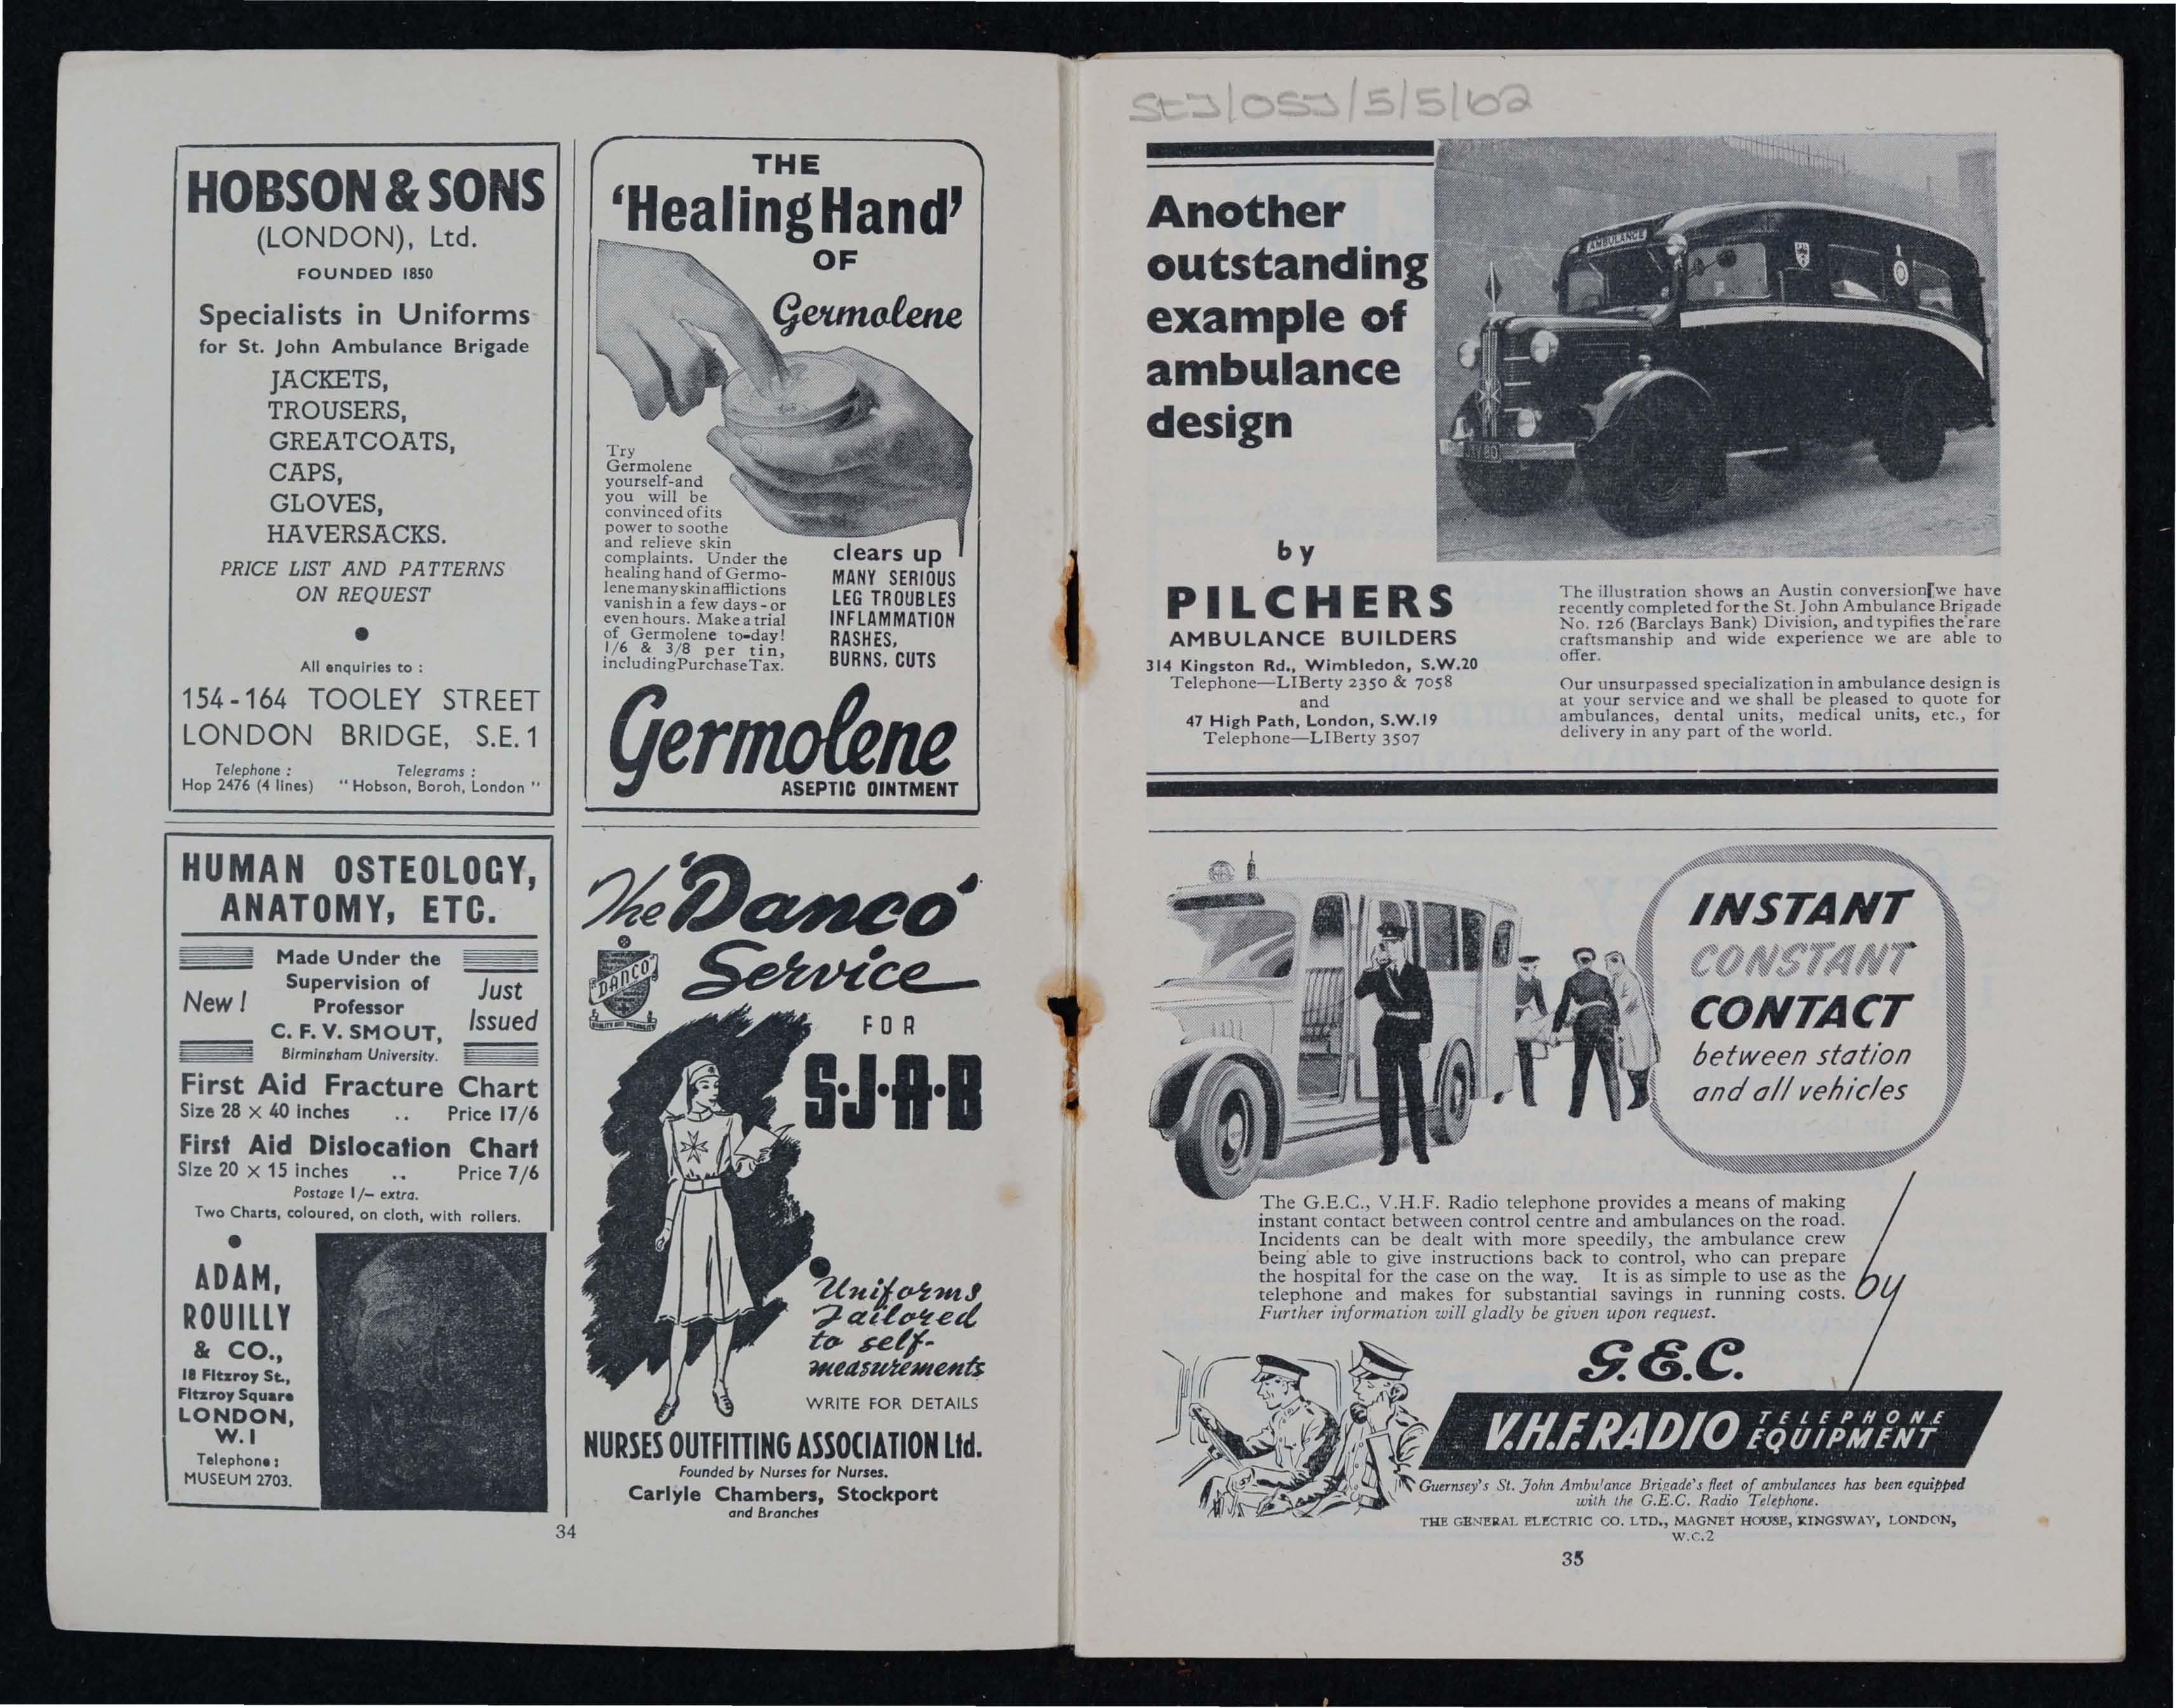 HOBSON & SONS
(LONDON), Ltd.
FOUNDED 1850
Specialists in Uniforms
for St. John Ambulance Brigade
JACKETS,
TROUSERS,
GREATCOATS,
CAPS,
GLOVES,
HAVERSACKS.
PRICE LIST AND PATTERNS
ON REQUEST
All enquiries to :
154-164 TOOLEY STREET
LONDON BRIDGE, S.E. 1
Telephone :
Hop 2476 (4 lines)
Telegrams :
"Hobson, Boroh, London"
HUMAN OSTEOLOGY,
ANATOMY, ETC.
New !
Made Under the
Supervision of
Professor
C. F. V. SMOUT,
Birmingham University.
Just
Issued
First Aid Fracture Chart
Size 28 × 40 inches .. Price 17/6
First Aid Dislocation Chart
Size 20 × 15 inches .. Price 7/6
Postage 1/- extra.
Two Charts, coloured, on cloth, with rollers.
ADAM,
ROUILLY
& CO.,
18 Fitzroy St.,
Fitzroy Square
LONDON,
W.1
Telephone:
MUSEUM 2703.
THE
'Healing Hand'
OF
Germolene
Try
Germolene
yourself-and
you will be
convinced of its
power to soothe
and relieve skin
complaints. Under the
healing hand of Germo-
lene many skin afflictions
vanish in a few days - or
even hours. Make a trial
of Germolene to-day!
1/6 & 3/8 per tin,
including Purchase Tax.
clears up
MANY SERIOUS
LEG TROUBLES
INFLAMMATION
RASHES,
BURNS, CUTS
Germolene
ASEPTIC OINTMENT
The 'Danco'
Service
DANCO
FOR
S·J·A·B
Uniforms
Tailored
to self-
measurements
WRITE FOR DETAILS
NURSES OUTFITTING ASSOCIATION Ltd.
Founded by Nurses for Nurses.
Carlyle Chambers, Stockport
and Branches
34
StJ/OSJ/5/5/62
Another
outstanding
example of
ambulance
design
AMBULANCE
by
PILCHERS
AMBULANCE BUILDERS
314 Kingston Rd., Wimbledon, S.W.20
Telephone—LIBerty 2350 & 7058
and
47 High Path, London, S.W.19
Telephone—LIBerty 3507
The illustration shows an Austin conversion we have
recently completed for the St. John Ambulance Brigade
No. 126 (Barclays Bank) Division, and typifies the rare
craftsmanship and wide experience we are able to
offer.
Our unsurpassed specialization in ambulance design is
at your service and we shall be pleased to quote for
ambulances, dental units, medical units, etc., for
delivery in any part of the world.
INSTANT
CONSTANT
CONTACT
between station
and all vehicles
The G.E.C., V.H.F. Radio telephone provides a means of making
instant contact between control centre and ambulances on the road.
Incidents can be dealt with more speedily, the ambulance crew
being able to give instructions back to control, who can prepare
the hospital for the case on the way. It is as simple to use as the
telephone and makes for substantial savings in running costs.
Further information will gladly be given upon request.
by
G.E.C.
V.H.F. RADIO TELEPHONE
EQUIPMENT
Guernsey's St. John Ambulance Brigade's fleet of ambulances has been equipped
with the G.E.C. Radio Telephone.
THE GENERAL ELECTRIC CO. LTD., MAGNET HOUSE, KINGSWAY, LONDON,
W.C.2
35